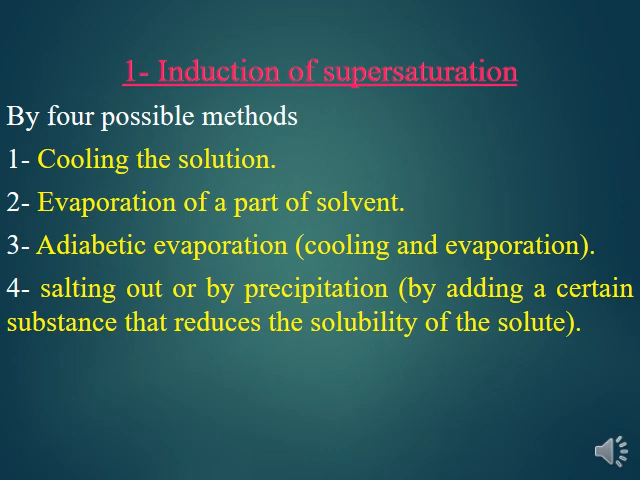 1- Induction of supersaturation
By four possible methods
1- Cooling the solution.
2- Evaporation of a part of solvent.
3- Adiabetic evaporation (cooling and evaporation).
4- salting out or by precipitation (by adding a certain
substance that reduces the solubility of the solute).